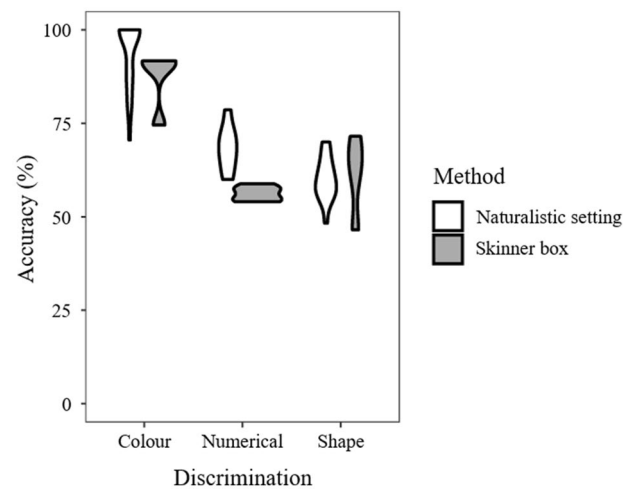 100
75
50
25
0
Accuracy (%)
Colour
Numerical
Shape
Discrimination
Method
Naturalistic setting
Skinner box